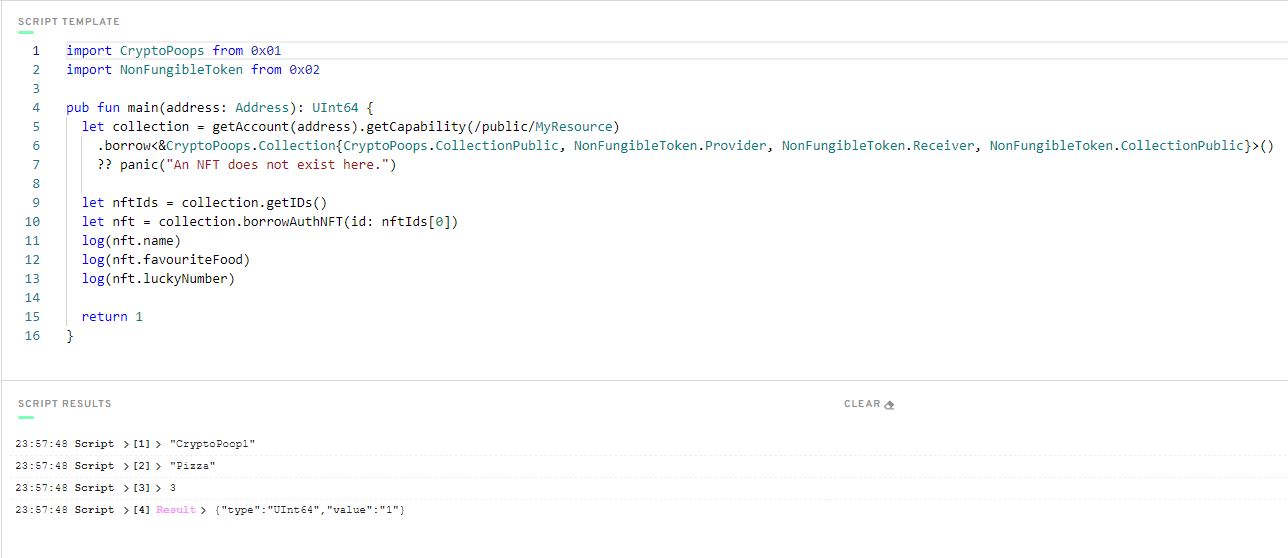 SCRIPT TEMPLATE
1 import CryptoPoops from 0x01
2 import NonFungibleToken from 0x02
3
4 pub fun main(address: Address): UInt64 {
5 let collection = getAccount(address).getCapability(/public/MyResource)
6 .borrow<&CryptoPoops.Collection{CryptoPoops.CollectionPublic, NonFungibleToken.Provider, NonFungibleToken.Receiver, NonFungibleToken.CollectionPublic}>()
7 ?? panic("An NFT does not exist here.")
8
9 let nftIds = collection.getIDs()
10 let nft = collection.borrowAuthNFT(id: nftIds[0])
11 log(nft.name)
12 log(nft.favouriteFood)
13 log(nft.luckyNumber)
14
15 return 1
16 }
SCRIPT RESULTS CLEAR
23:57:48 Script >[1]> "CryptoPoop1"
23:57:48 Script >[2]> "Pizza"
23:57:48 Script >[3]> 3
23:57:48 Script >[4] Result > {"type":"UInt64","value":"1"}